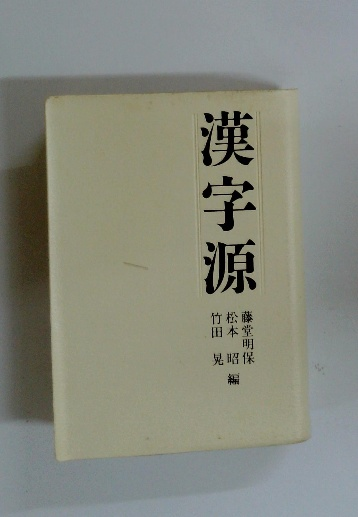 漢字源
藤堂明保
松本昭
竹田晃
編